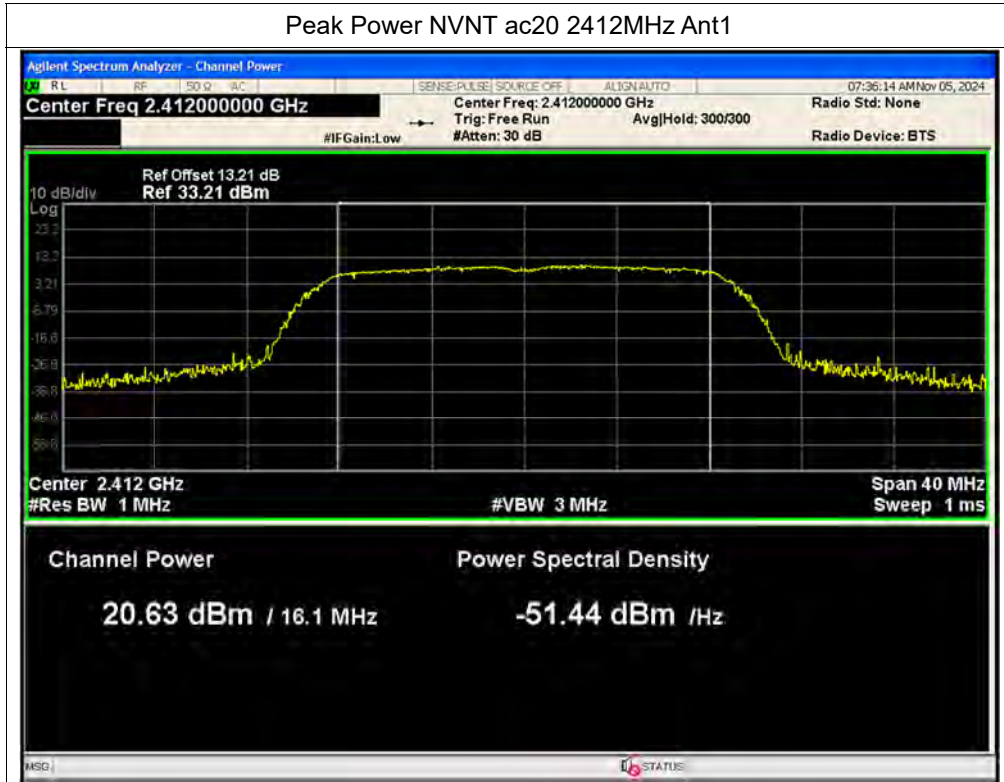 Peak Power NVNT ac20 2412MHz Ant1
Agilent Spectrum Analyzer - Channel Power
RL RF 50 Ω AC SENSE:PULSE SOURCE OFF ALIGNAUTO 07:36:14 AM Nov 05, 2024
Center Freq 2.412000000 GHz
Center Freq: 2.412000000 GHz
Radio Std: None
Trig: Free Run Avg|Hold: 300/300
#IFGain:Low #Atten: 30 dB Radio Device: BTS
Ref Offset 13.21 dB
10 dB/div Ref 33.21 dBm
Log
23.2
13.2
3.21
-6.79
-16.8
-26.8
-36.8
-46.8
-56.8
Center 2.412 GHz Span 40 MHz
#Res BW 1 MHz #VBW 3 MHz Sweep 1 ms
Channel Power Power Spectral Density
20.63 dBm / 16.1 MHz -51.44 dBm /Hz
MSG STATUS